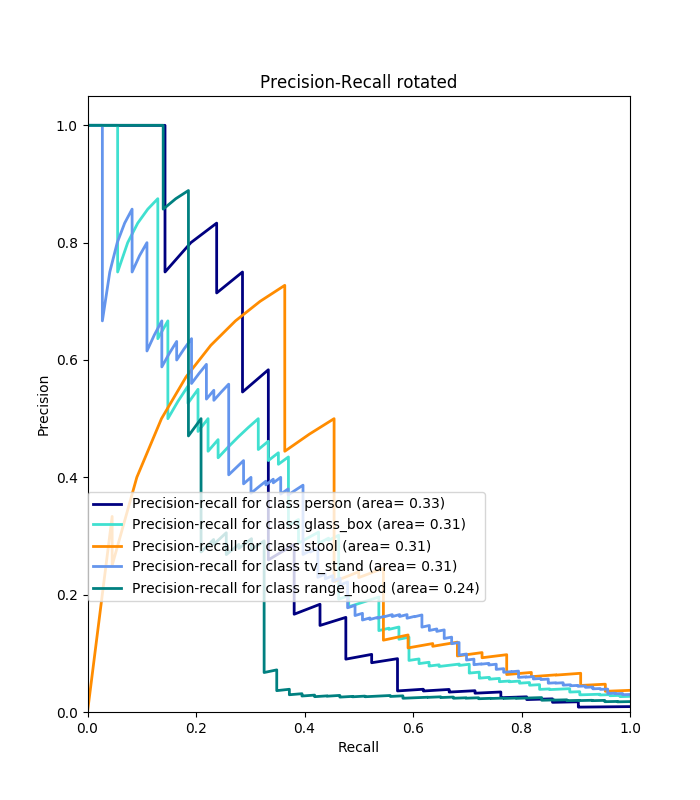 Precision-Recall rotated
1.0
0.8
0.6
0.4
0.2
0.0
Precision
Precision-recall for class person (area= 0.33)
Precision-recall for class glass_box (area= 0.31)
Precision-recall for class stool (area= 0.31)
Precision-recall for class tv_stand (area= 0.31)
Precision-recall for class range_hood (area= 0.24)
0.0 0.2 0.4 0.6 0.8 1.0
Recall